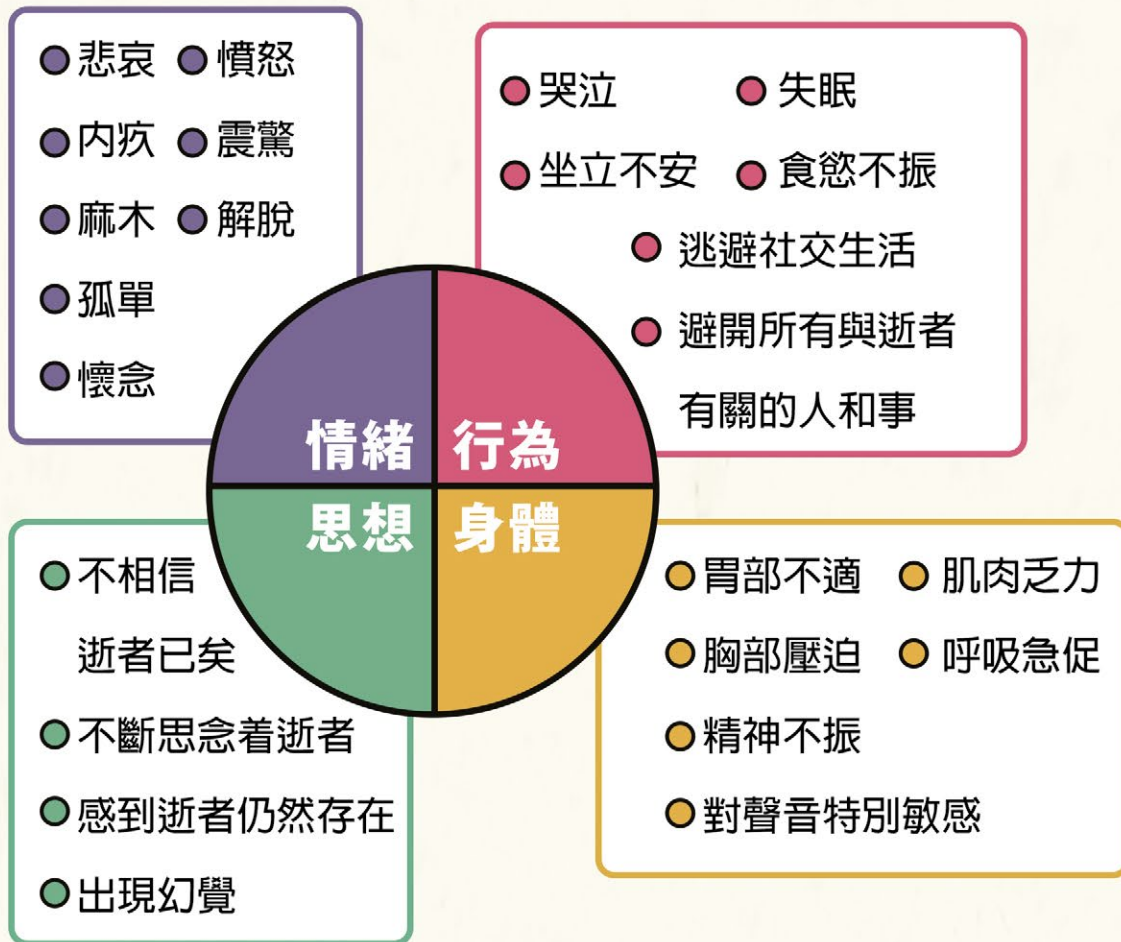 悲哀 憤怒
内疚 震驚
麻木 解脫
孤單
懷念
哭泣 失眠
坐立不安 食慾不振
逃避社交生活
避開所有與逝者
有關的人和事
情緒 行為
思想 身體
不相信
逝者已矣
不斷思念着逝者
感到逝者仍然存在
出現幻覺
胃部不適 肌肉乏力
胸部壓迫 呼吸急促
精神不振
對聲音特別敏感